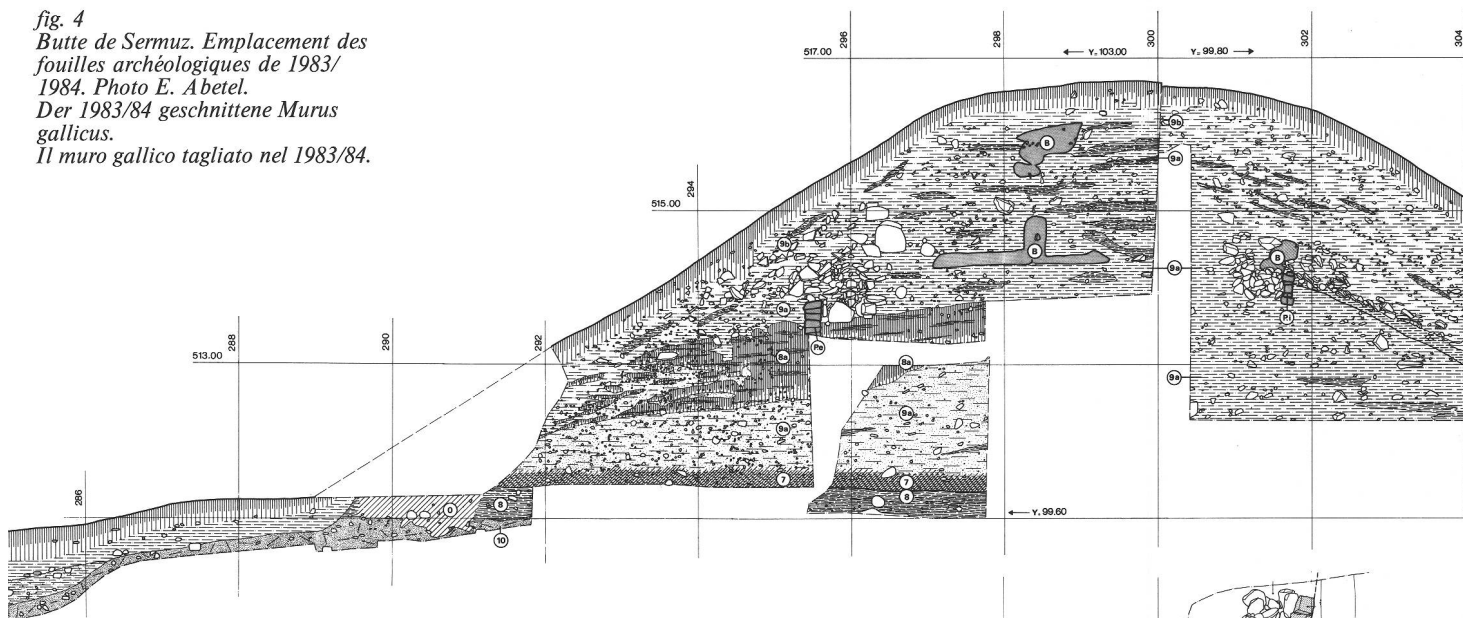 fig. 4
Butte de Sermuz. Emplacement des
fouilles archéologiques de 1983/
1984. Photo E. Abetel.
Der 1983/84 geschnittene Murus
gallicus.
Il muro gallico tagliato nel 1983/84.
517.00
296
298
Y= 103.00
300
Y= 99.80
302
304
9b
B
9a
294
515.00
9b
B
9a
B
9a
Pe
Pi
292
290
288
513.00
8a
8a
9a
9a
9a
7
7
8
286
0
8
Y. 99.60
10